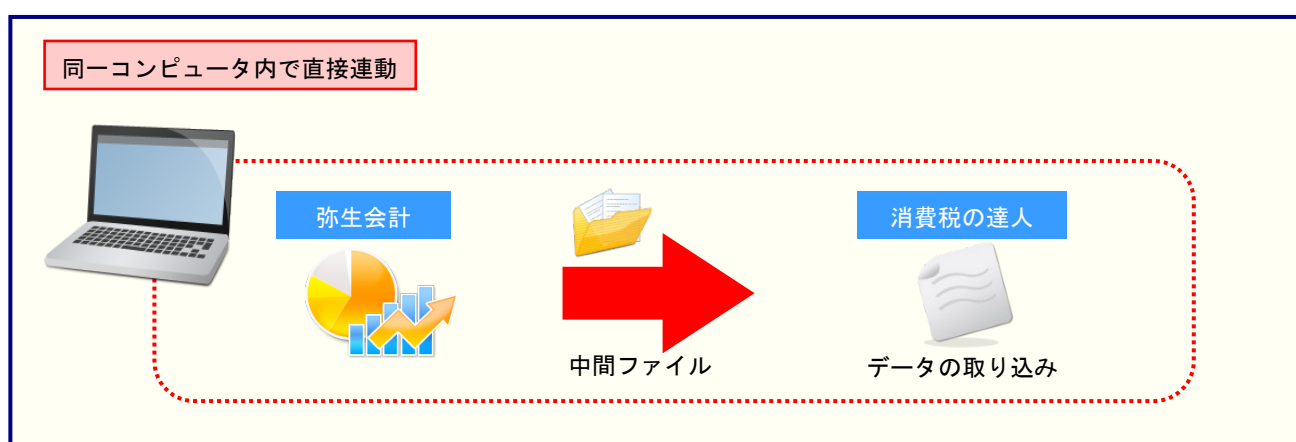 同一コンピュータ内で直接連動
弥生会計
消費税の達人
中間ファイル
データの取り込み